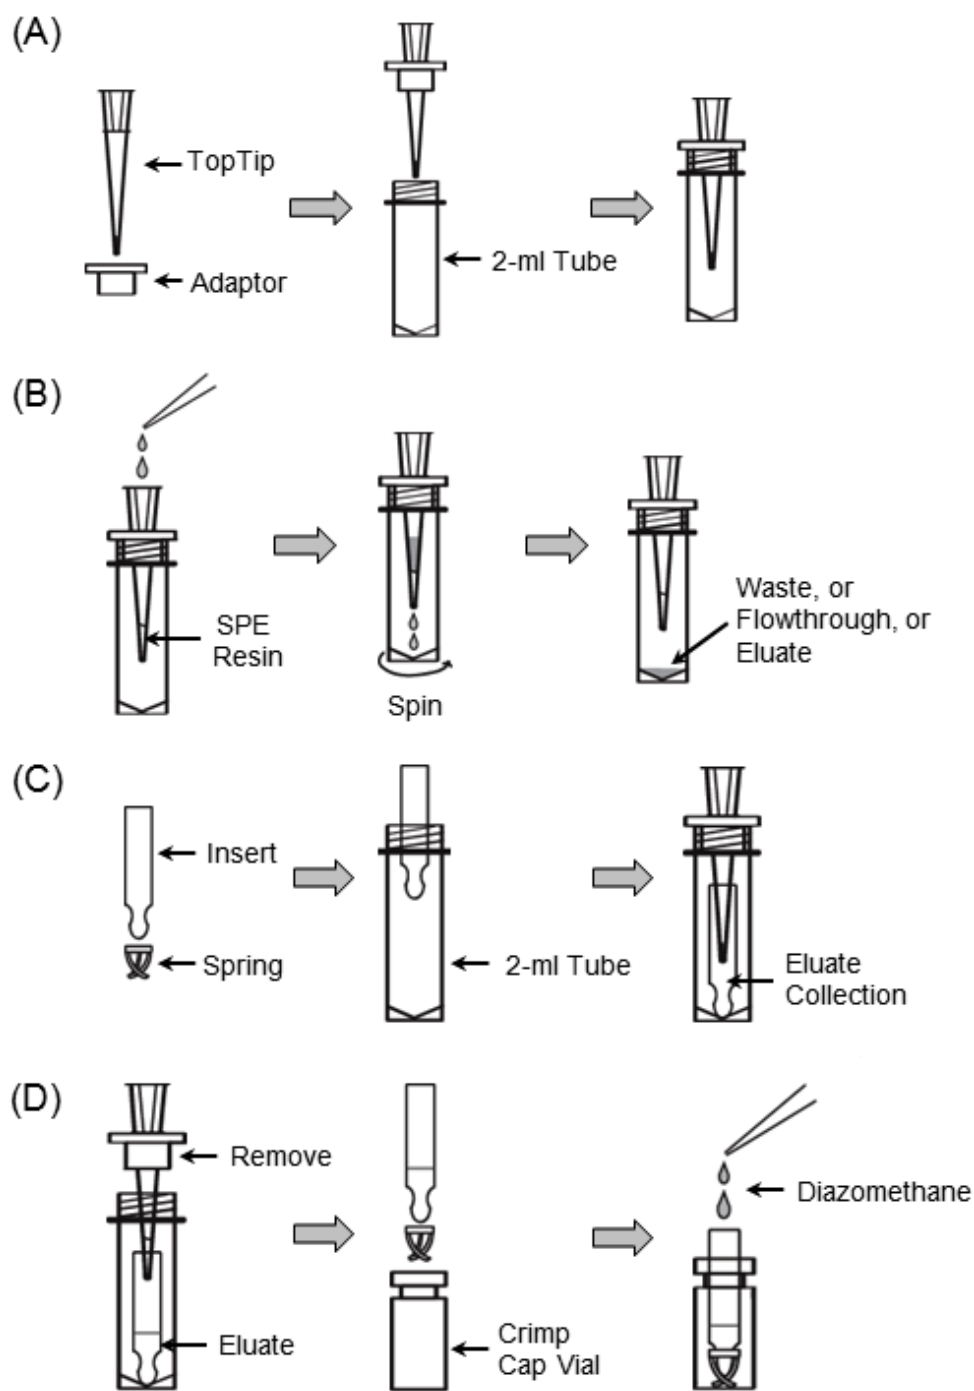 (A)
TopTip
Adaptor
2-ml Tube
(B)
SPE
Resin
Spin
Waste, or
Flowthrough, or
Eluate
(C)
Insert
Spring
2-ml Tube
Eluate
Collection
(D)
Remove
Eluate
Crimp
Cap Vial
Diazomethane